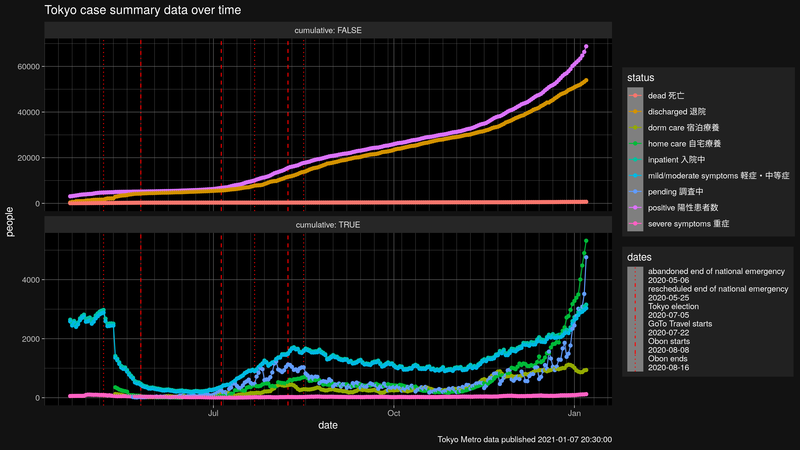 Tokyo case summary data over time
cumulative: FALSE
60000
40000
20000
0
cumulative: TRUE
4000
2000
0
people
Jul
Oct
Jan
date
status
dead 死亡
discharged 退院
dorm care 宿泊療養
home care 自宅療養
inpatient 入院中
mild/moderate symptoms 軽症・中等症
pending 調査中
positive 陽性患者数
severe symptoms 重症
dates
abandoned end of national emergency
2020-05-06
rescheduled end of national emergency
2020-05-25
Tokyo election
2020-07-05
GoTo Travel starts
2020-07-22
Obon starts
2020-08-08
Obon ends
2020-08-16
Tokyo Metro data published 2021-01-07 20:30:00